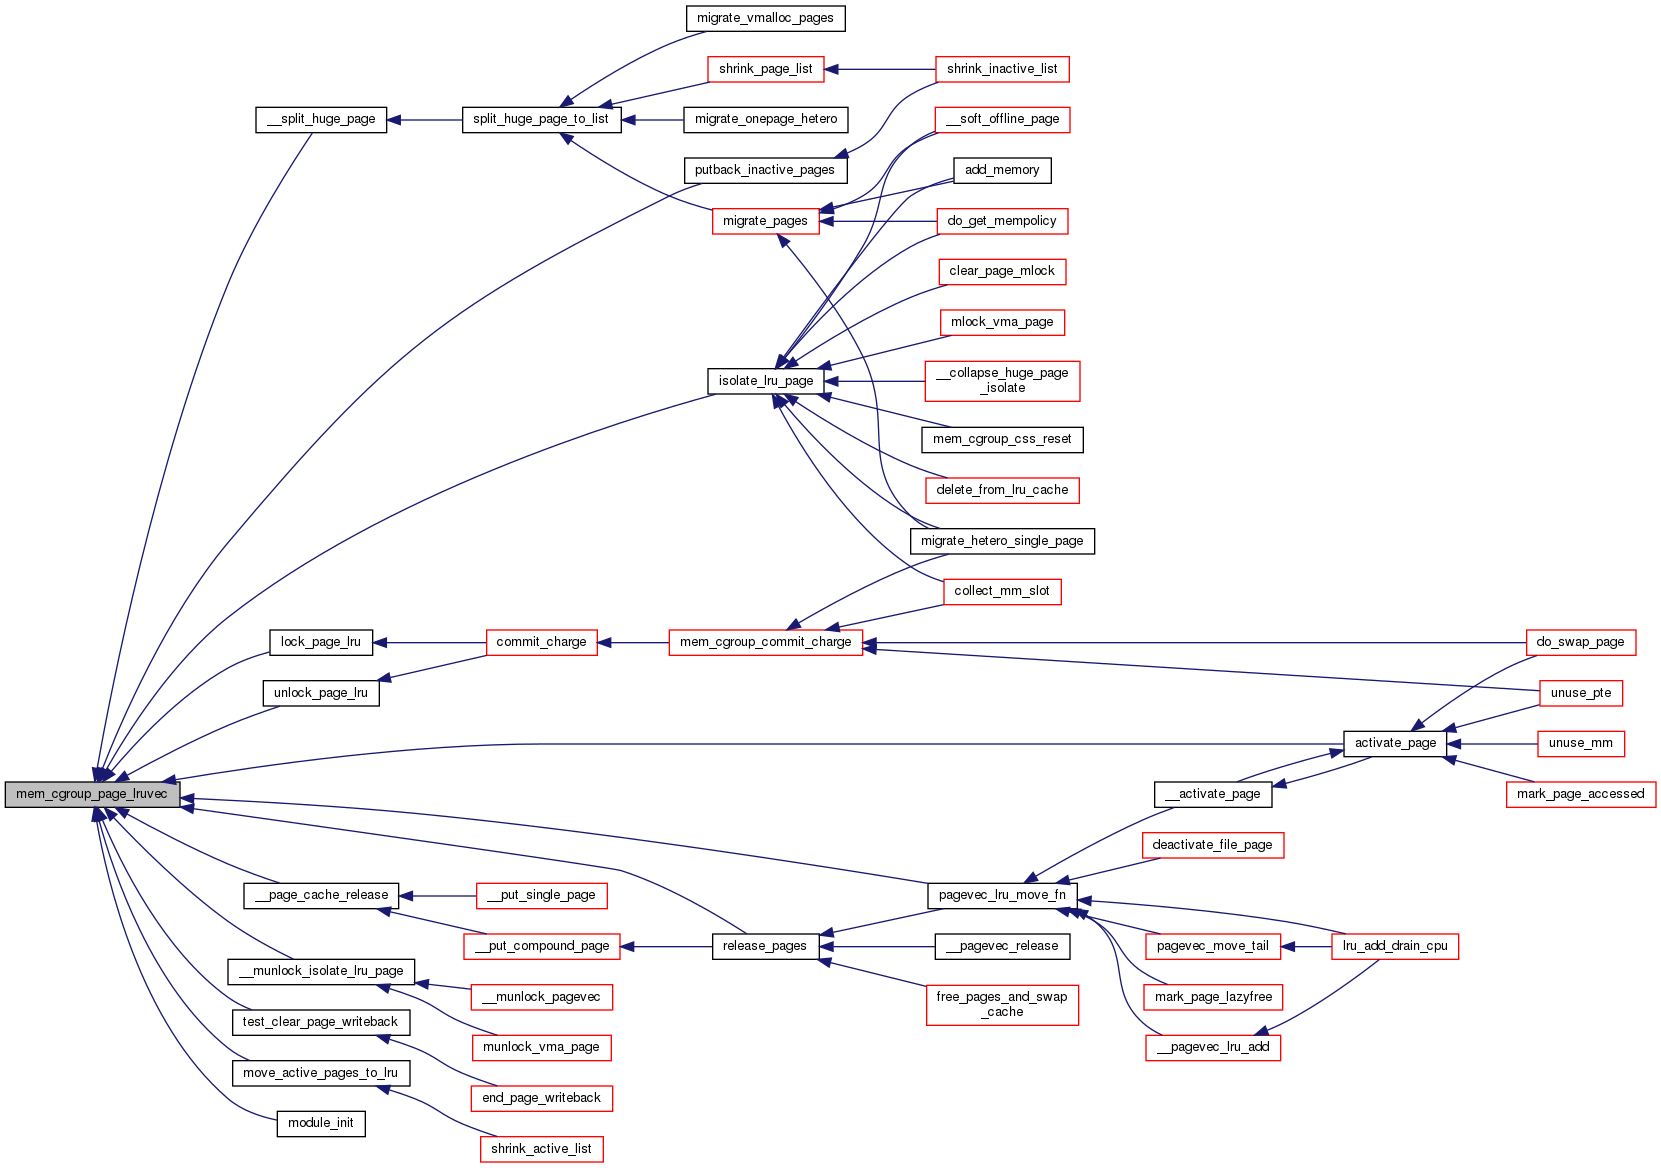 migrate_vmalloc_pages
shrink_page_list
shrink_inactive_list
__split_huge_page
split_huge_page_to_list
migrate_onepage_hetero
__soft_offline_page
putback_inactive_pages
add_memory
migrate_pages
do_get_mempolicy
clear_page_mlock
mlock_vma_page
isolate_lru_page
__collapse_huge_page
_isolate
mem_cgroup_css_reset
delete_from_lru_cache
migrate_hetero_single_page
collect_mm_slot
lock_page_lru
commit_charge
mem_cgroup_commit_charge
do_swap_page
unlock_page_lru
unuse_pte
activate_page
unuse_mm
mem_cgroup_page_lruvec
__activate_page
mark_page_accessed
deactivate_file_page
__page_cache_release
__put_single_page
pagevec_lru_move_fn
__put_compound_page
release_pages
__pagevec_release
pagevec_move_tail
lru_add_drain_cpu
__munlock_isolate_lru_page
__munlock_pagevec
free_pages_and_swap
_cache
mark_page_lazyfree
test_clear_page_writeback
munlock_vma_page
__pagevec_lru_add
move_active_pages_to_lru
end_page_writeback
module_init
shrink_active_list